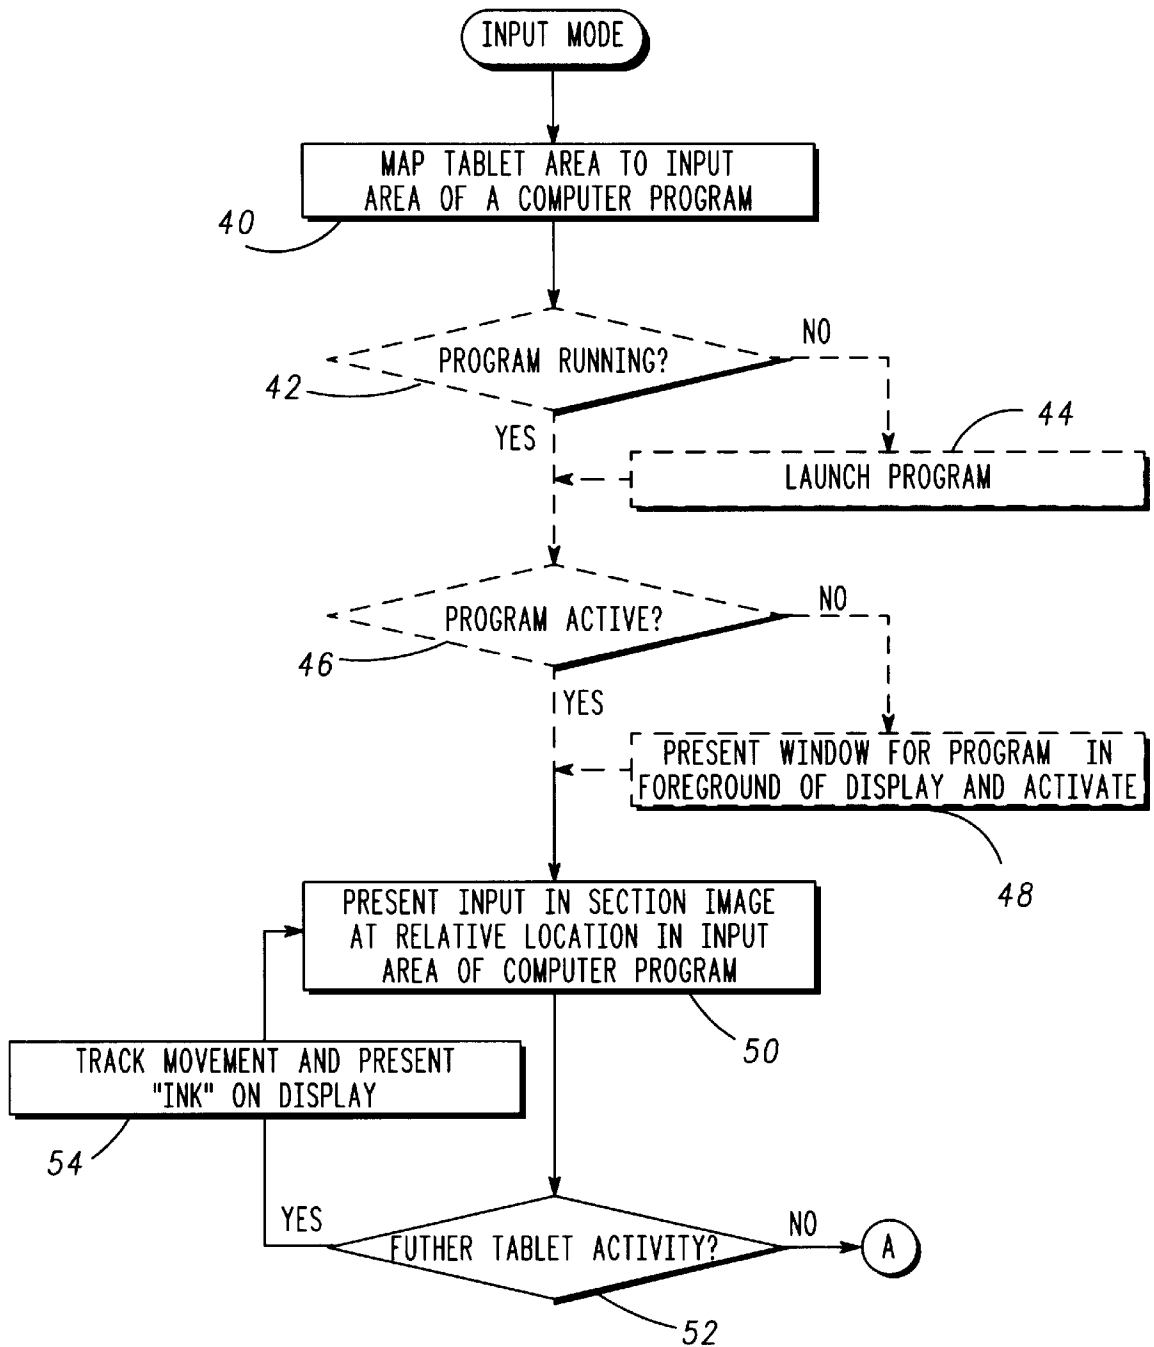 INPUT MODE
MAP TABLET AREA TO INPUT
AREA OF A COMPUTER PROGRAM
40
NO
PROGRAM RUNNING?
42
YES
44
LAUNCH PROGRAM
NO
PROGRAM ACTIVE?
46
YES
PRESENT WINDOW FOR PROGRAM IN
FOREGROUND OF DISPLAY AND ACTIVATE
48
PRESENT INPUT IN SECTION IMAGE
AT RELATIVE LOCATION IN INPUT
AREA OF COMPUTER PROGRAM
50
TRACK MOVEMENT AND PRESENT
"INK" ON DISPLAY
54
YES
FUTHER TABLET ACTIVITY?
NO
A
52